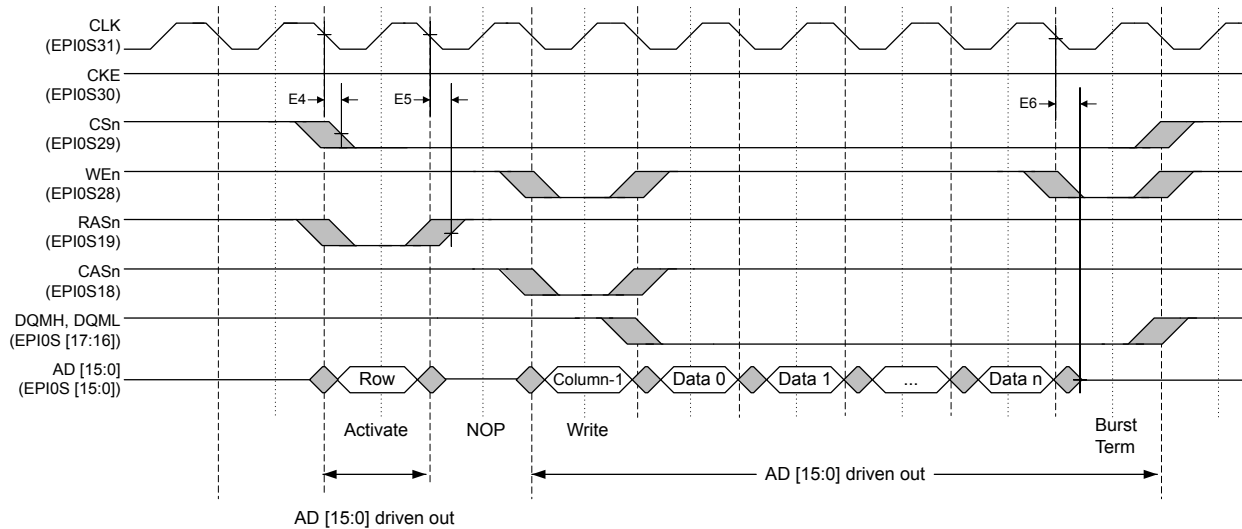 CLK
(EPI0S31)
CKE
(EPI0S30)
E4
E5
E6
CSn
(EPI0S29)
WEn
(EPI0S28)
RASn
(EPI0S19)
CASn
(EPI0S18)
DQMH, DQML
(EPI0S [17:16])
AD [15:0]
(EPI0S [15:0])
Row
Column-1
Data 0
Data 1
...
Data n
Activate
NOP
Write
Burst
Term
AD [15:0] driven out
AD [15:0] driven out